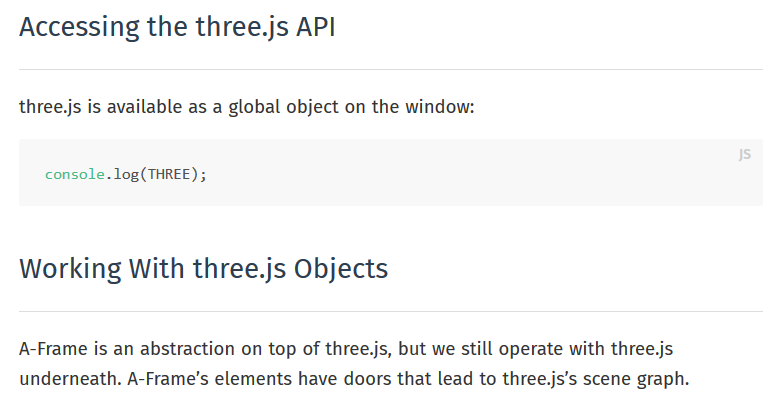 Accessing the three.js API
three.js is available as a global object on the window:
JS
console.log(THREE);
Working With three.js Objects
A-Frame is an abstraction on top of three.js, but we still operate with three.js
underneath. A-Frame’s elements have doors that lead to three.js’s scene graph.